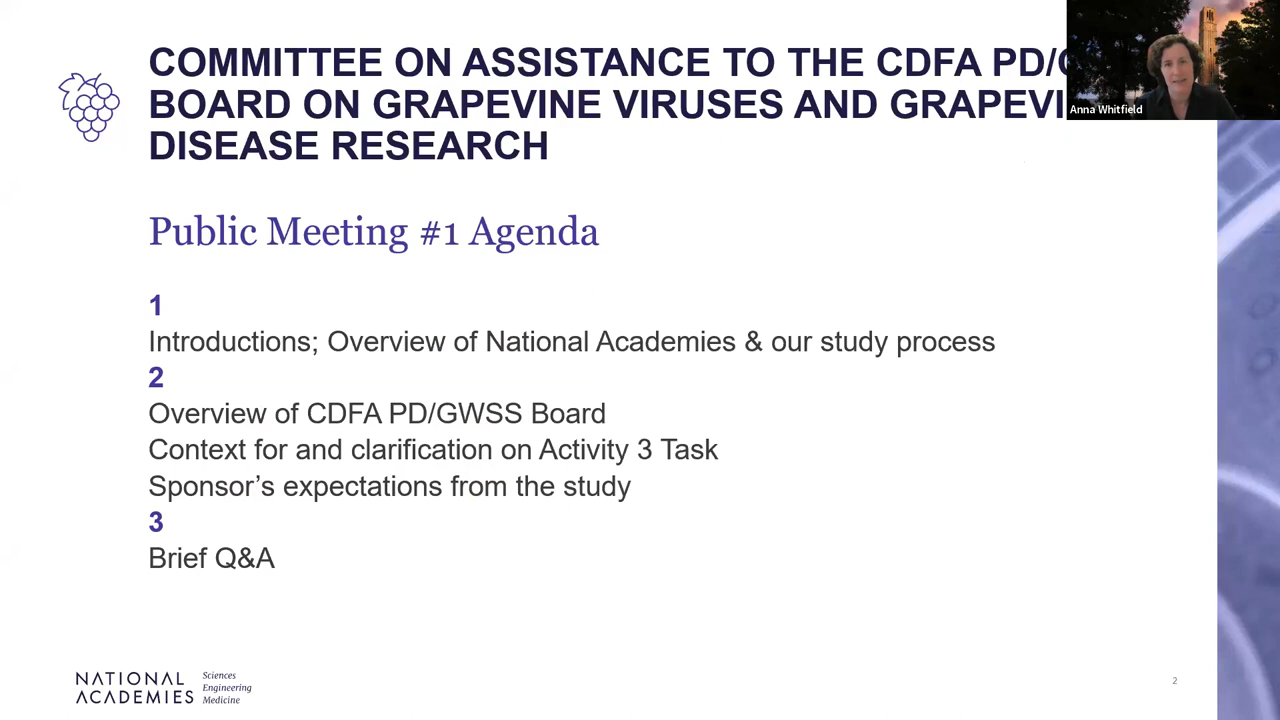 COMMITTEE ON ASSISTANCE TO THE CDFA
BOARD ON GRAPEVINE VIRUSES AND
DISEASE RESEARCH
Anna Whitfield
Public Meeting #1 Agenda
1
Introductions; Overview of National Academies & our study process
2
Overview of CDFA PD/GWSS Board
Context for and clarification on Activity 3 Task
Sponsor’s expectations from the study
3
Brief Q&A
NATIONAL
ACADEMIES
Sciences
Engineering
Medicine
2